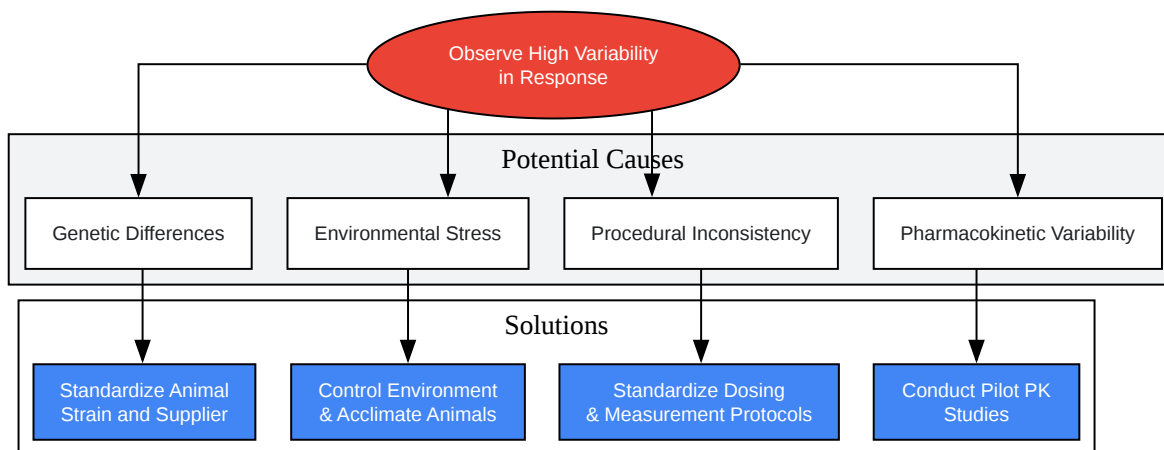 Observe High Variability
in Response
Potential Causes
Genetic Differences
Environmental Stress
Procedural Inconsistency
Pharmacokinetic Variability
Solutions
Standardize Animal
Strain and Supplier
Control Environment
& Acclimate Animals
Standardize Dosing
& Measurement Protocols
Conduct Pilot PK
Studies